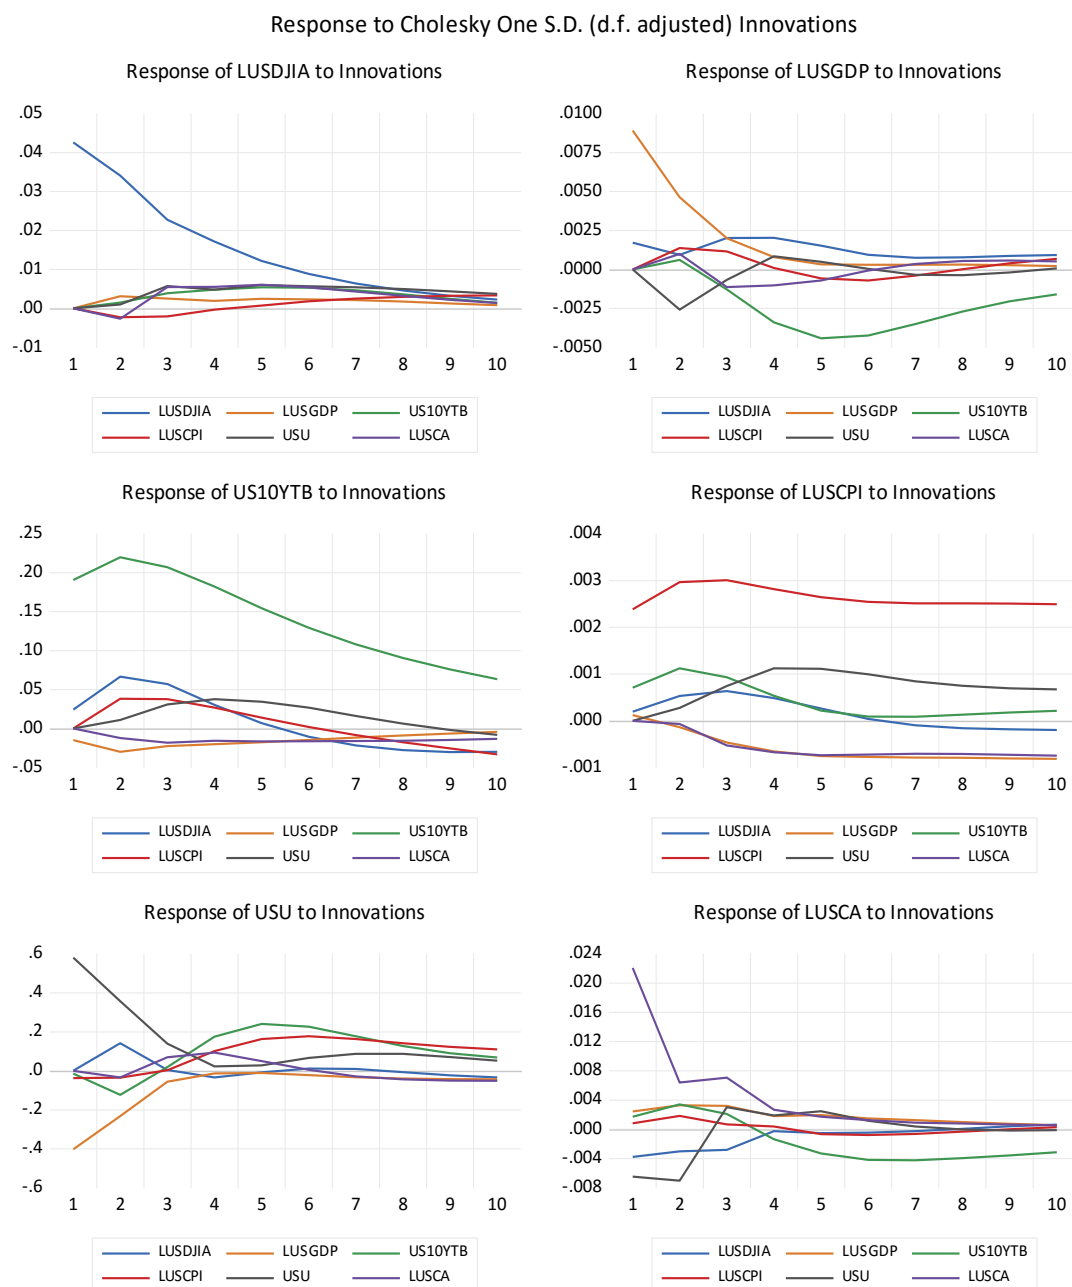 Response to Cholesky One S.D. (d.f. adjusted) Innovations
Response of LUSDJIA to Innovations
.05
.04
.03
.02
.01
.00
-.01
1 2 3 4 5 6 7 8 9 10
LUSDJIA LUSGDP US10YTB
LUSCPI USU LUSCA
Response of LUSGDP to Innovations
.0100
.0075
.0050
.0025
.0000
-.0025
-.0050
1 2 3 4 5 6 7 8 9 10
LUSDJIA LUSGDP US10YTB
LUSCPI USU LUSCA
Response of US10YTB to Innovations
.25
.20
.15
.10
.05
.00
-.05
1 2 3 4 5 6 7 8 9 10
LUSDJIA LUSGDP US10YTB
LUSCPI USU LUSCA
Response of LUSCPI to Innovations
.004
.003
.002
.001
.000
-.001
1 2 3 4 5 6 7 8 9 10
LUSDJIA LUSGDP US10YTB
LUSCPI USU LUSCA
Response of USU to Innovations
.6
.4
.2
.0
-.2
-.4
-.6
1 2 3 4 5 6 7 8 9 10
LUSDJIA LUSGDP US10YTB
LUSCPI USU LUSCA
Response of LUSCA to Innovations
.024
.020
.016
.012
.008
.004
.000
-.004
-.008
1 2 3 4 5 6 7 8 9 10
LUSDJIA LUSGDP US10YTB
LUSCPI USU LUSCA